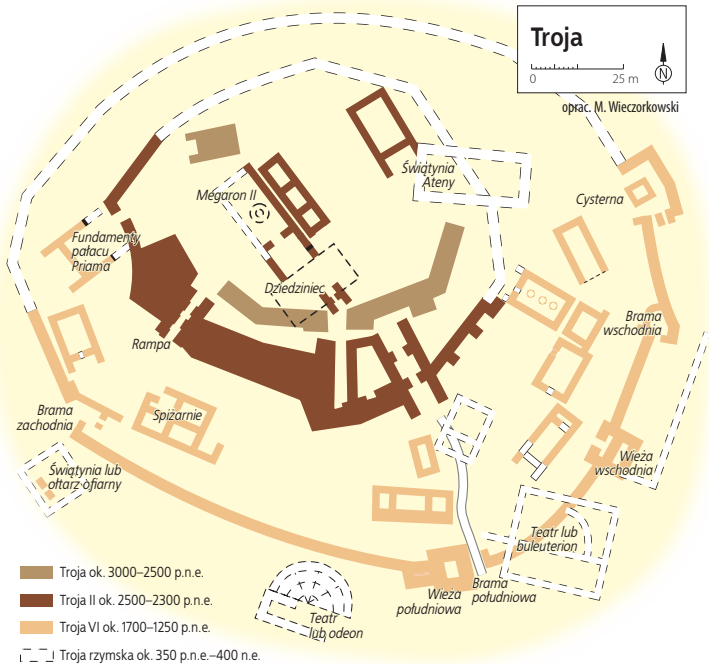 Troja
0 25 m
N
oprac. M. Wieczorkowski
Świątynia
Ateny
Cysterna
Megaron II
Fundamenty
pałacu
Priama
Dziedziniec
Brama
wschodnia
Rampa
Brama
zachodnia
Spiżarnie
Świątynia lub
ołtarz ofiarny
Wieża
wschodnia
Teatr lub
buleuterion
Wieża
południowa
Brama
południowa
Teatr
lub odeon
Troja ok. 3000–2500 p.n.e.
Troja II ok. 2500–2300 p.n.e.
Troja VI ok. 1700–1250 p.n.e.
Troja rzymska ok. 350 p.n.e.–400 n.e.